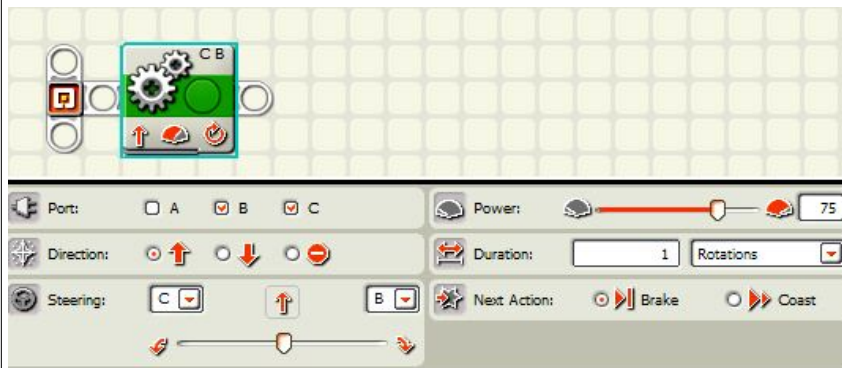 C B
Port: A B C Power: 75
Direction: Duration: 1 Rotations
Steering: C B Next Action: Brake Coast